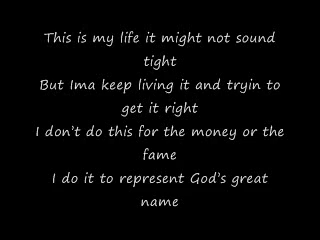 This is my life it might not sound
tight
But Ima keep living it and tryin to
get it right
I don't do this for the money or the
fame
I do it to represent God's great
name